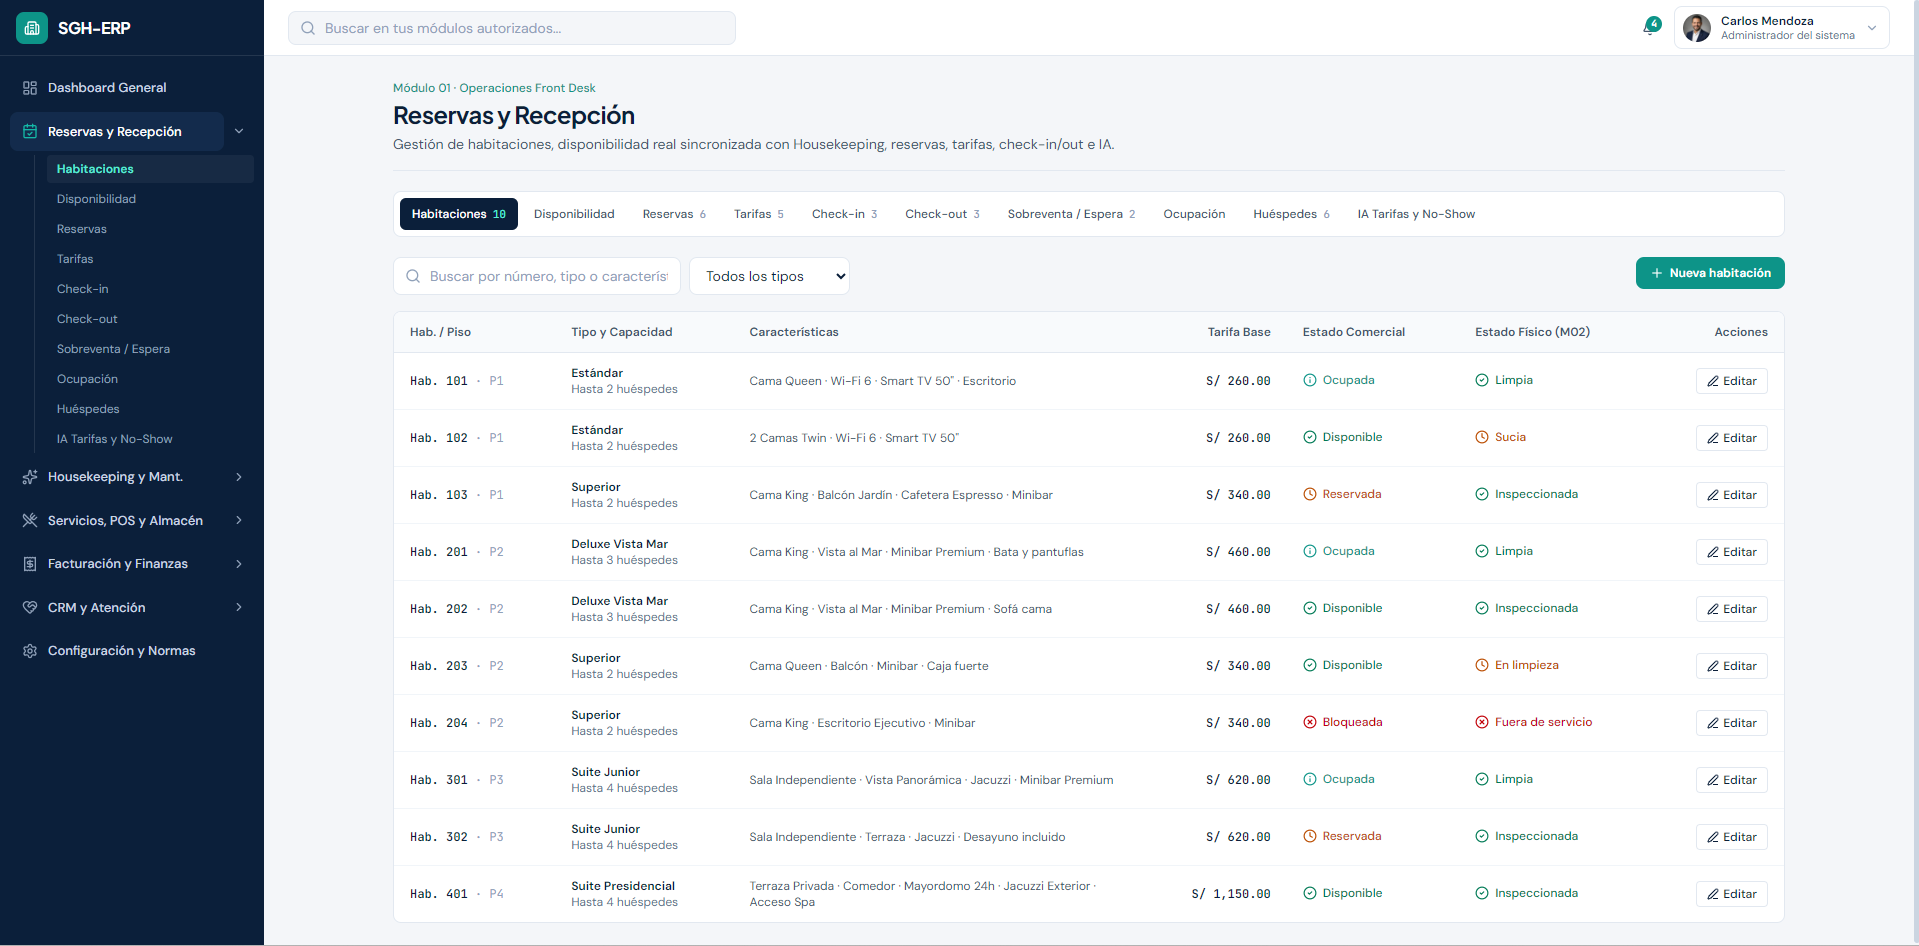 SGH-ERP
Buscar en tus módulos autorizados...
4
Carlos Mendoza
Administrador del sistema
Dashboard General
Reservas y Recepción
Habitaciones
Disponibilidad
Reservas
Tarifas
Check-in
Check-out
Sobreventa / Espera
Ocupación
Huéspedes
IA Tarifas y No-Show
Housekeeping y Mant.
Servicios, POS y Almacén
Facturación y Finanzas
CRM y Atención
Configuración y Normas
Módulo 01 · Operaciones Front Desk
Reservas y Recepción
Gestión de habitaciones, disponibilidad real sincronizada con Housekeeping, reservas, tarifas, check-in/out e IA.
Habitaciones 10 Disponibilidad Reservas 6 Tarifas 5 Check-in 3 Check-out 3 Sobreventa / Espera 2 Ocupación Huéspedes 6 IA Tarifas y No-Show
Buscar por número, tipo o caracterís Todos los tipos + Nueva habitación
Hab. / Piso Tipo y Capacidad Características Tarifa Base Estado Comercial Estado Físico (M02) Acciones
Hab. 101 · P1 Estándar Cama Queen · Wi-Fi 6 · Smart TV 50" · Escritorio S/ 260.00 Ocupada Limpia Editar
Hasta 2 huéspedes
Hab. 102 · P1 Estándar 2 Camas Twin · Wi-Fi 6 · Smart TV 50" S/ 260.00 Disponible Sucia Editar
Hasta 2 huéspedes
Hab. 103 · P1 Superior Cama King · Balcón Jardín · Cafetera Espresso · Minibar S/ 340.00 Reservada Inspeccionada Editar
Hasta 2 huéspedes
Hab. 201 · P2 Deluxe Vista Mar Cama King · Vista al Mar · Minibar Premium · Bata y pantuflas S/ 460.00 Ocupada Limpia Editar
Hasta 3 huéspedes
Hab. 202 · P2 Deluxe Vista Mar Cama King · Vista al Mar · Minibar Premium · Sofá cama S/ 460.00 Disponible Inspeccionada Editar
Hasta 3 huéspedes
Hab. 203 · P2 Superior Cama Queen · Balcón · Minibar · Caja fuerte S/ 340.00 Disponible En limpieza Editar
Hasta 2 huéspedes
Hab. 204 · P2 Superior Cama King · Escritorio Ejecutivo · Minibar S/ 340.00 Bloqueada Fuera de servicio Editar
Hasta 2 huéspedes
Hab. 301 · P3 Suite Junior Sala Independiente · Vista Panorámica · Jacuzzi · Minibar Premium S/ 620.00 Ocupada Limpia Editar
Hasta 4 huéspedes
Hab. 302 · P3 Suite Junior Sala Independiente · Terraza · Jacuzzi · Desayuno incluido S/ 620.00 Reservada Inspeccionada Editar
Hasta 4 huéspedes
Hab. 401 · P4 Suite Presidencial Terraza Privada · Comedor · Mayordomo 24h · Jacuzzi Exterior · S/ 1,150.00 Disponible Inspeccionada Editar
Hasta 4 huéspedes Acceso Spa